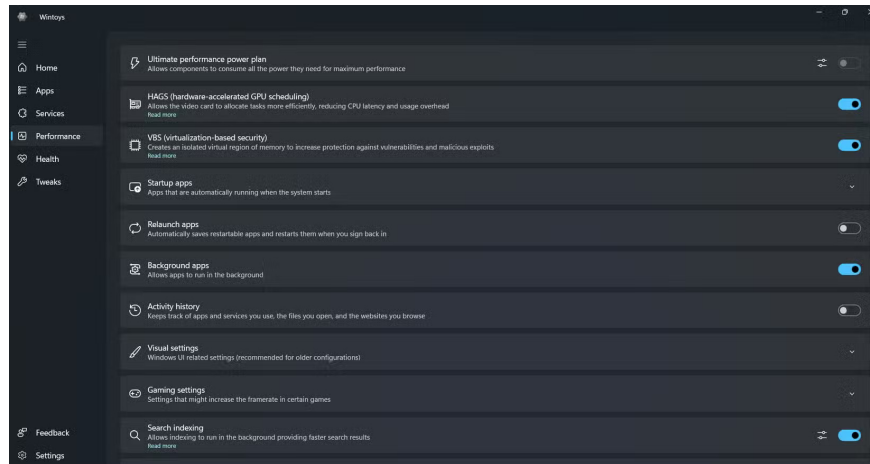 Wintoys
Home
Apps
Services
Performance
Health
Tweaks
Feedback
Settings
Ultimate performance power plan
Allows components to consume all the power they need for maximum performance
HAGS (hardware-accelerated GPU scheduling)
Allows the video card to allocate tasks more efficiently, reducing CPU latency and usage overhead
Read more
VBS (virtualization-based security)
Creates an isolated virtual region of memory to increase protection against vulnerabilities and malicious exploits
Read more
Startup apps
Apps that are automatically running when the system starts
Relaunch apps
Automatically saves restartable apps and restarts them when you sign back in
Background apps
Allows apps to run in the background
Activity history
Keeps track of apps and services you use, the files you open, and the websites you browse
Visual settings
Windows UI related settings (recommended for older configurations)
Gaming settings
Settings that might increase the framerate in certain games
Search indexing
Allows indexing to run in the background providing faster search results
Read more